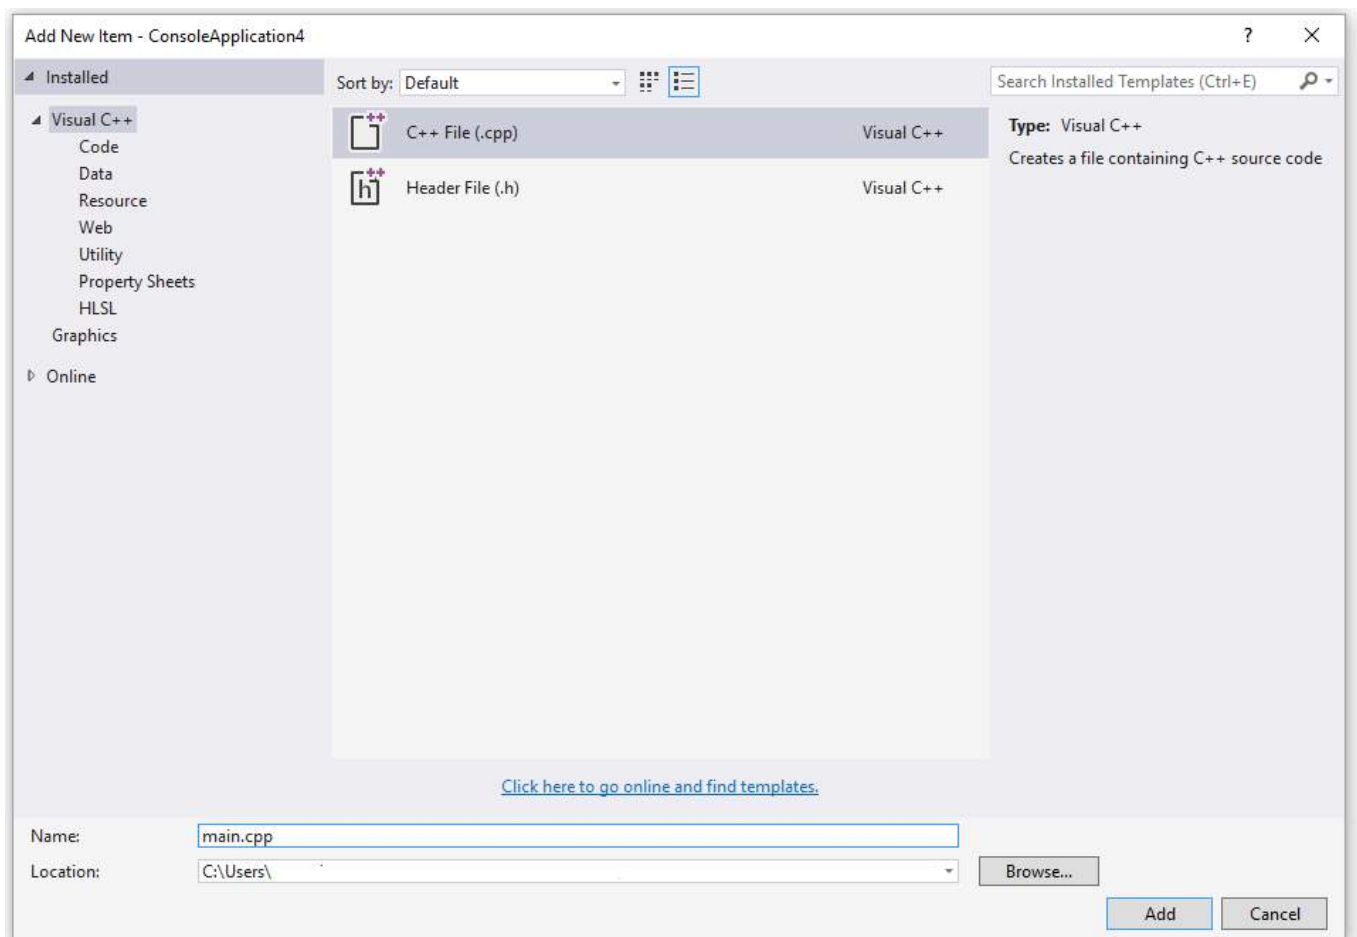 Add New Item - ConsoleApplication4
?
Installed
Sort by: Default
Search Installed Templates (Ctrl+E)
Visual C++
Code
Data
Resource
Web
Utility
Property Sheets
HLSL
Graphics
Online
C++ File (.cpp) Visual C++
Header File (.h) Visual C++
Type: Visual C++
Creates a file containing C++ source code
Click here to go online and find templates.
Name: main.cpp
Location: C:\Users\
Browse...
Add Cancel